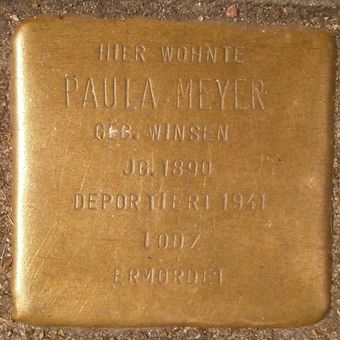 HIER WOHNTE
PAULA MEYER
GEB. WINSEN
JG. 1890
DEPORTIERT 1941
LODZ
ERMORDET